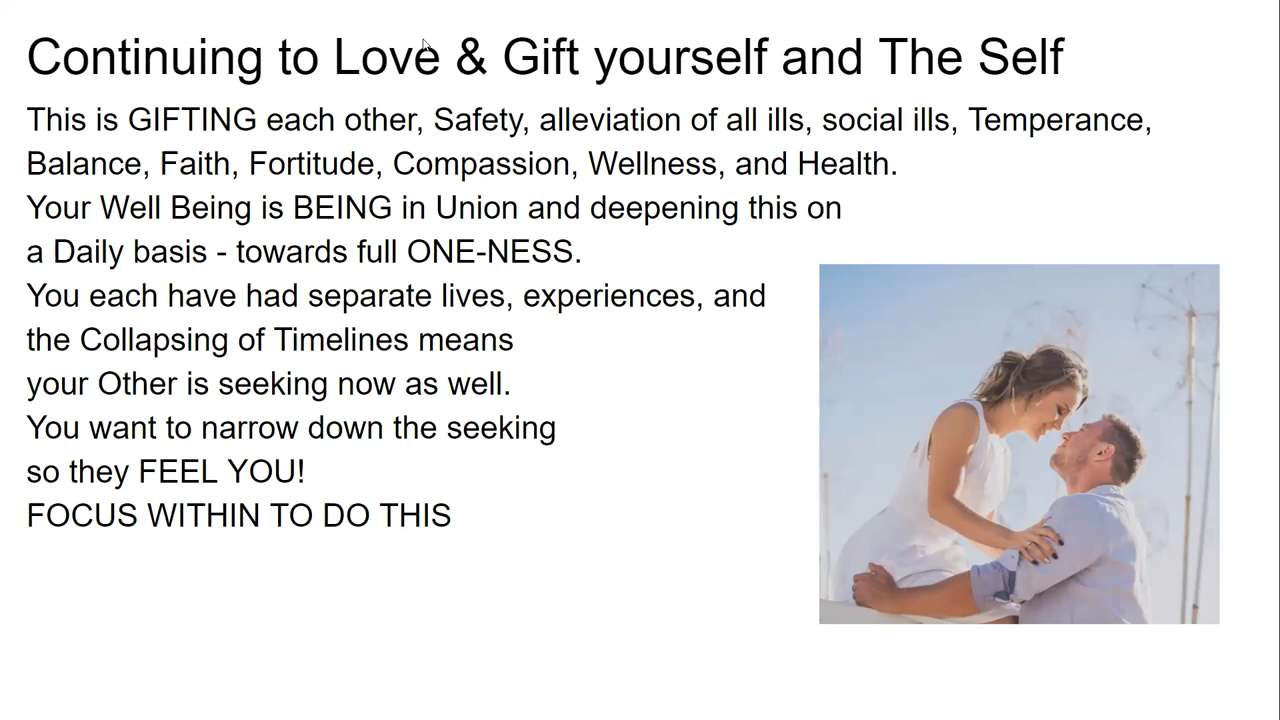 Continuing to Love & Gift yourself and The Self
This is GIFTING each other, Safety, alleviation of all ills, social ills, Temperance,
Balance, Faith, Fortitude, Compassion, Wellness, and Health.
Your Well Being is BEING in Union and deepening this on
a Daily basis - towards full ONE-NESS.
You each have had separate lives, experiences, and
the Collapsing of Timelines means
your Other is seeking now as well.
You want to narrow down the seeking
so they FEEL YOU!
FOCUS WITHIN TO DO THIS